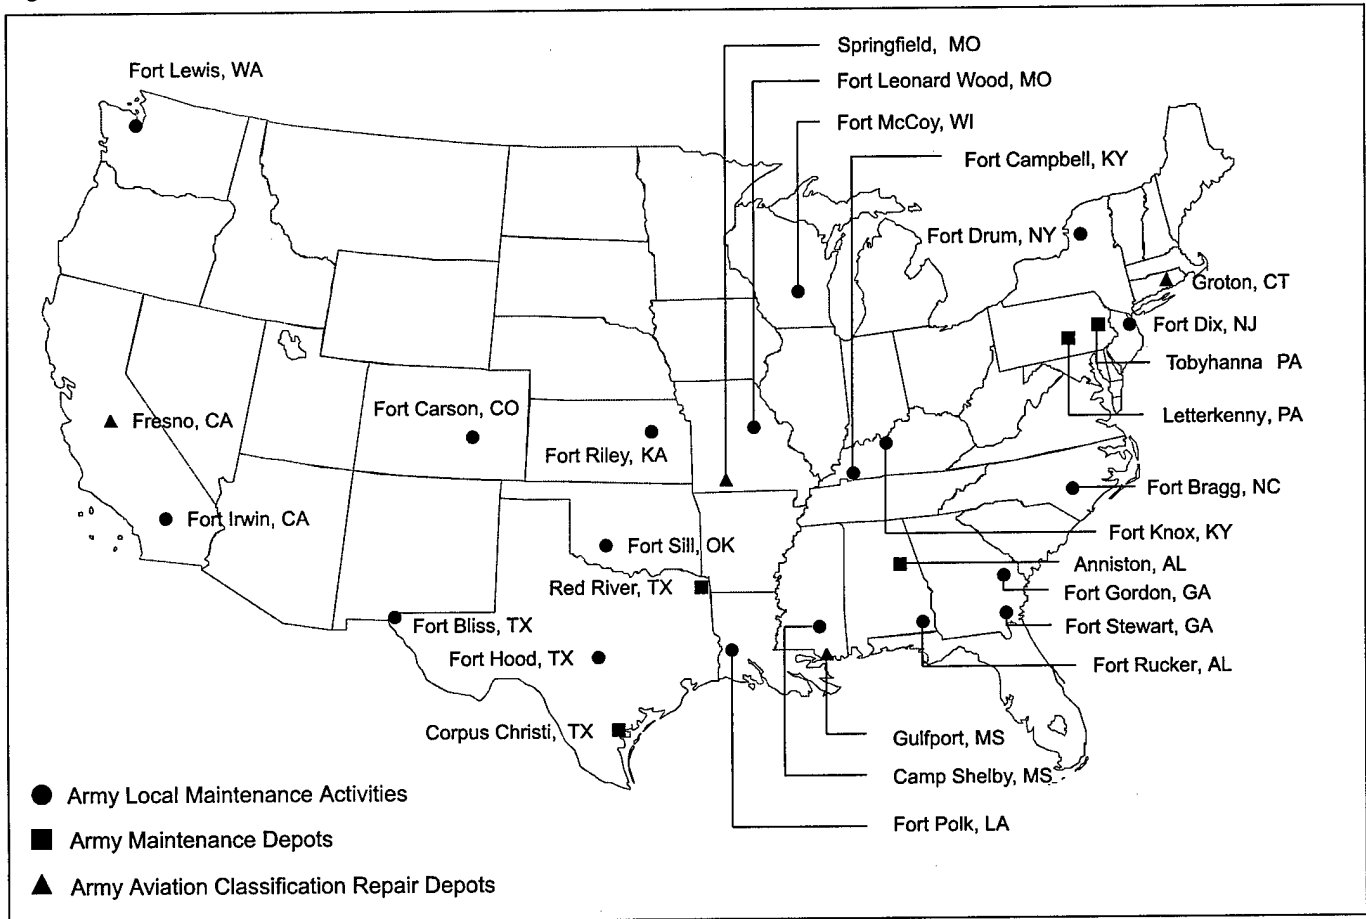 Springfield, MO
Fort Lewis, WA
Fort Leonard Wood, MO
Fort McCoy, WI
Fort Campbell, KY
Fort Drum, NY
Groton, CT
Fort Dix, NJ
Tobyhanna PA
Fort Carson, CO
Letterkenny, PA
Fresno, CA
Fort Riley, KA
Fort Bragg, NC
Fort Irwin, CA
Fort Knox, KY
Fort Sill, OK
Anniston, AL
Red River, TX
Fort Gordon, GA
Fort Bliss, TX
Fort Stewart, GA
Fort Hood, TX
Fort Rucker, AL
Corpus Christi, TX
Gulfport, MS
Camp Shelby, MS
Fort Polk, LA
Army Local Maintenance Activities
Army Maintenance Depots
Army Aviation Classification Repair Depots